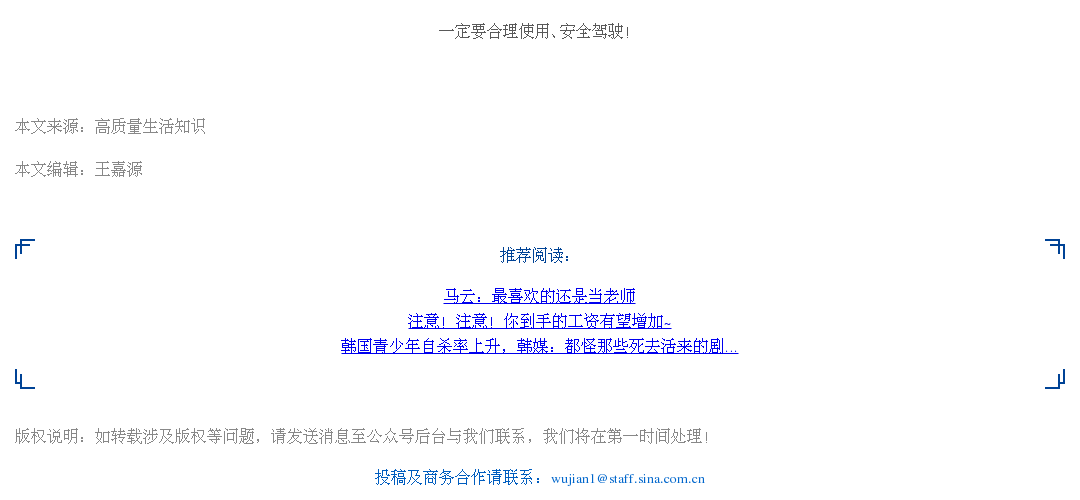 一定要合理使用、安全驾驶！
本文来源：高质量生活知识
本文编辑：王嘉源
推荐阅读：
马云：最喜欢的还是当老师
注意！注意！你到手的工资有望增加~
韩国青少年自杀率上升，韩媒：都怪那些死去活来的剧...
版权说明：如转载涉及版权等问题，请发送消息至公众号后台与我们联系，我们将在第一时间处理！
投稿及商务合作请联系：wujian1@staff.sina.com.cn